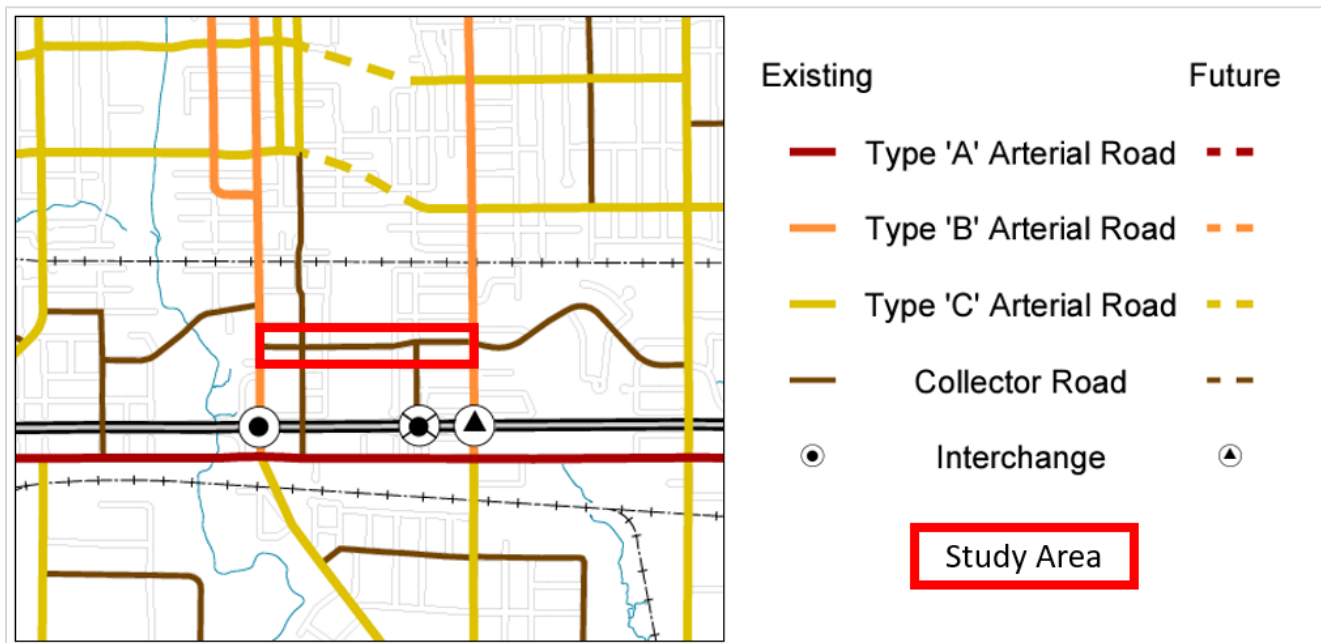 Existing Future
Type 'A' Arterial Road
Type 'B' Arterial Road
Type 'C' Arterial Road
Collector Road
Interchange
Study Area